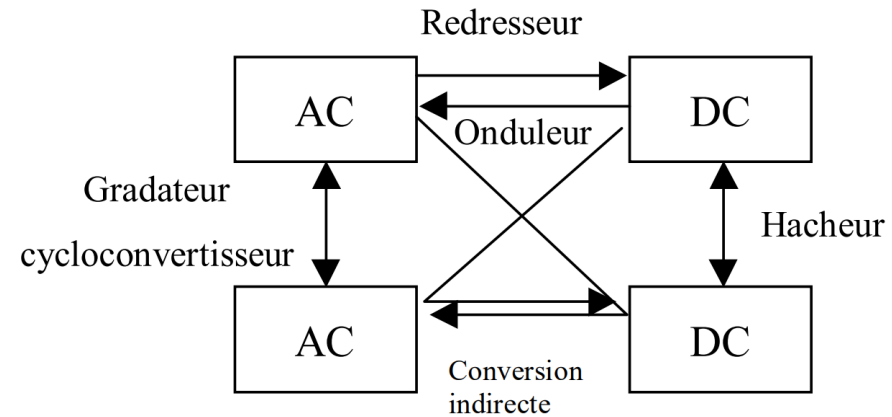 Redresseur
AC
DC
Onduleur
Gradateur
cycloconvertisseur
Hacheur
AC
DC
Conversion
indirecte